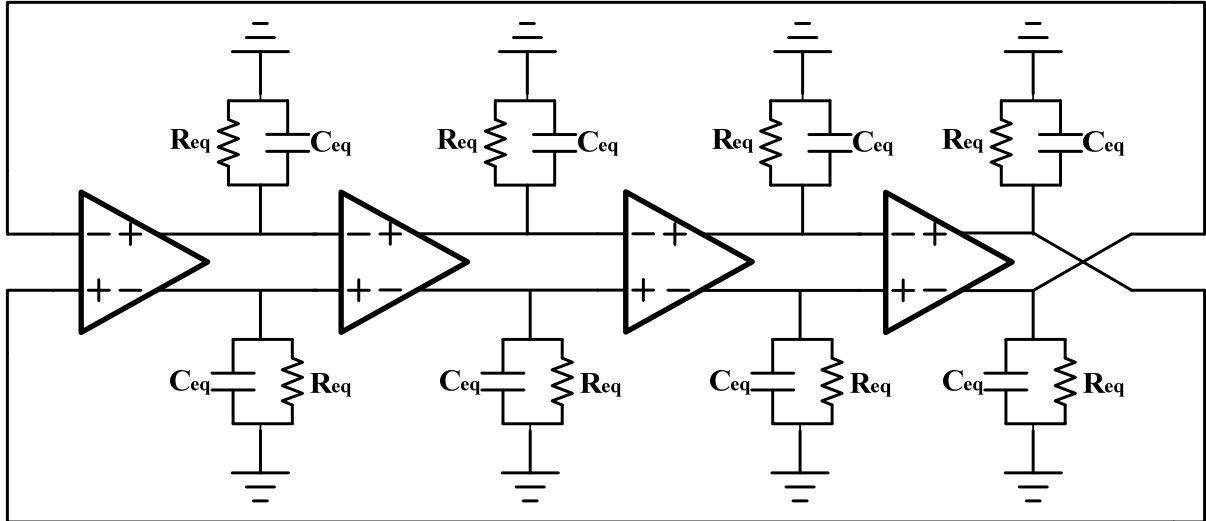 Req Ceq Req Ceq Req Ceq Req Ceq
− + − + − + − +
+ − + − + − + −
Ceq Req Ceq Req Ceq Req Ceq Req